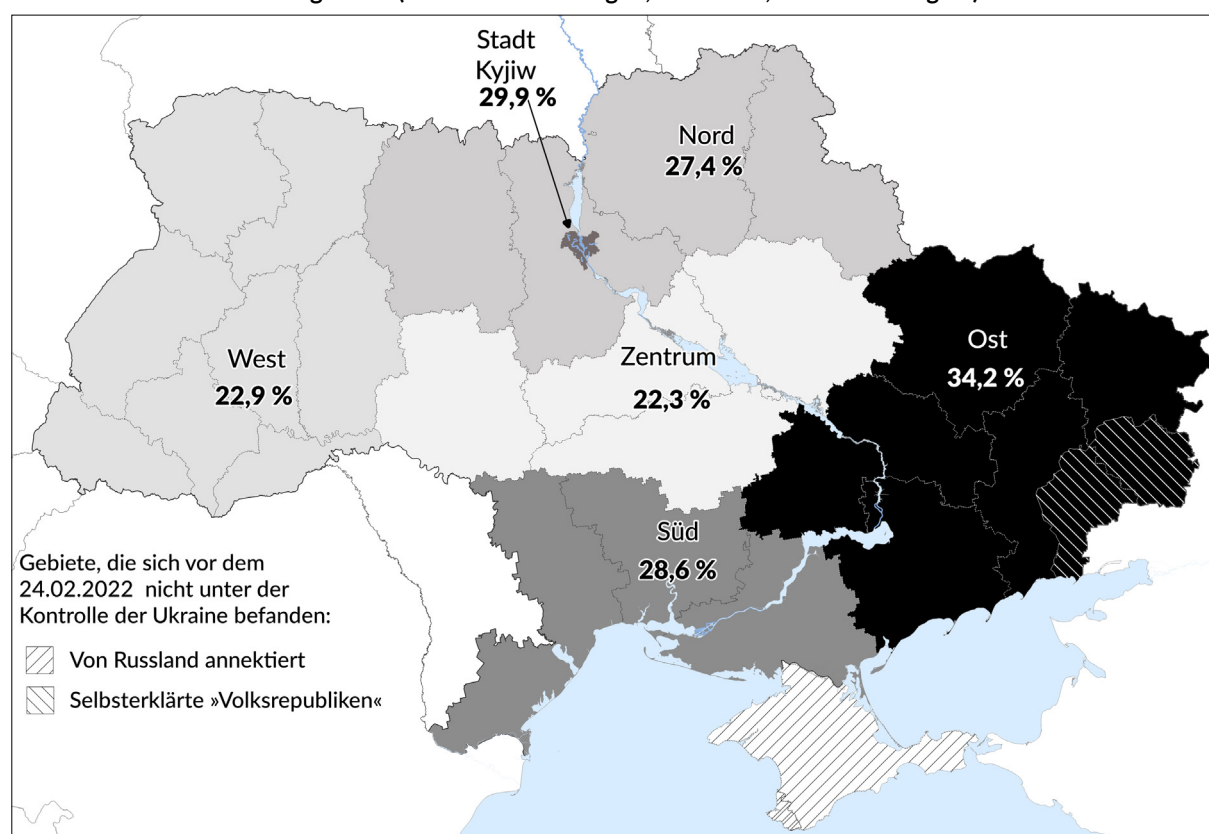 Stadt
Kyjiw
29,9 %
Nord
27,4 %
Ost
34,2 %
Zentrum
22,3 %
West
22,9 %
Süd
28,6 %
Gebiete, die sich vor dem
24.02.2022 nicht unter der
Kontrolle der Ukraine befanden:
Von Russland annektiert
Selbsterklärte »Volksrepubliken«